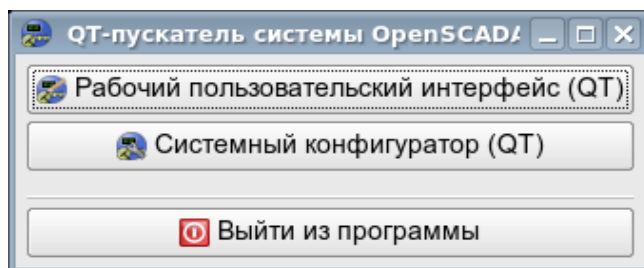 QT-пускатель системы OpenSCADA
Рабочий пользовательский интерфейс (QT)
Системный конфигуратор (QT)
Выйти из программы